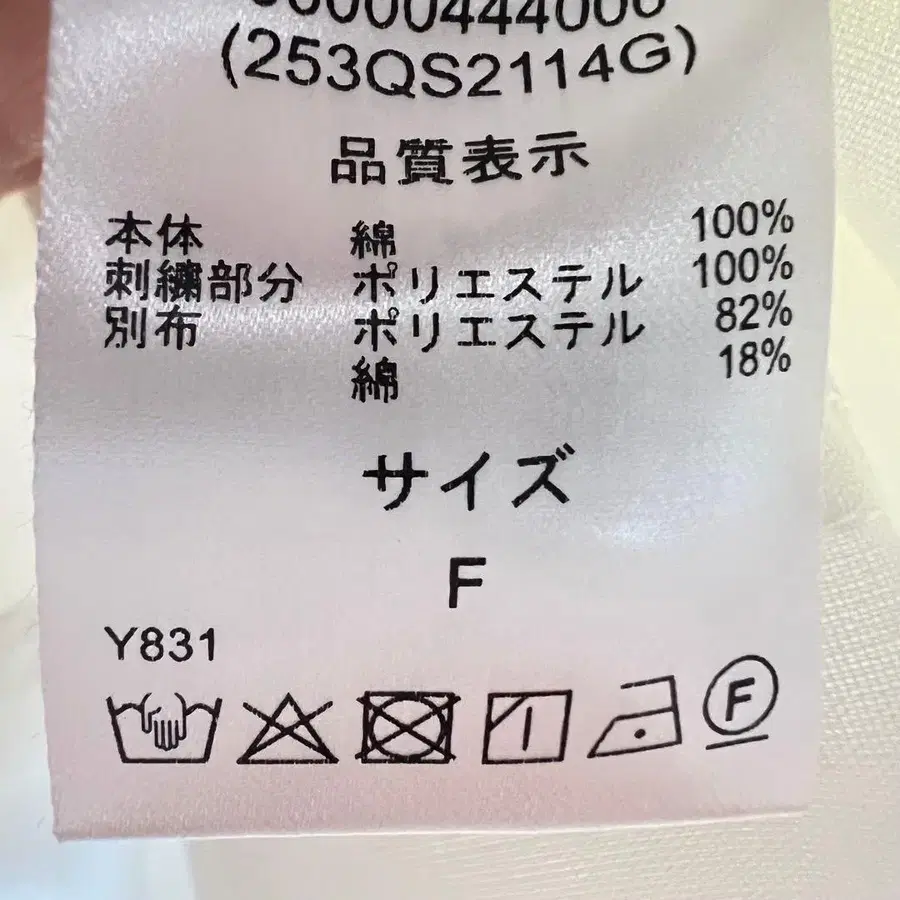 (253QS2114G)
品質表示
本体 綿 100%
刺繍部分 ポリエステル 100%
別布 ポリエステル 82%
綿 18%
サイズ
F
Y831
F